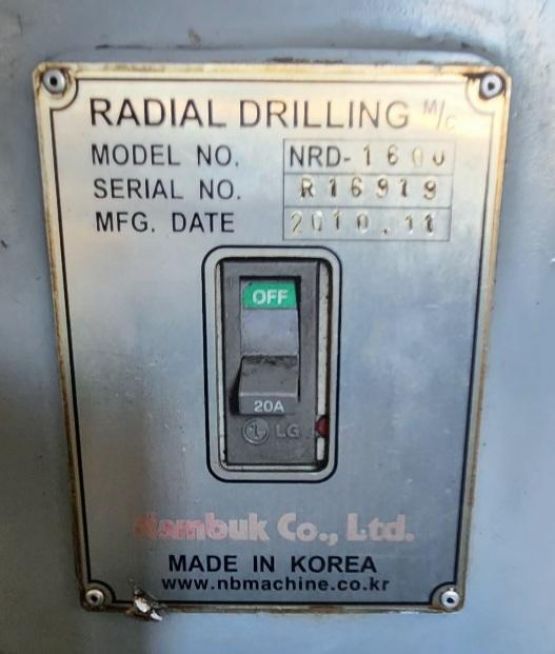 RADIAL DRILLING M/C
MODEL NO. NRD-1600
SERIAL NO. R16919
MFG. DATE 2010.11
OFF
20A
LG
Nambuk Co., Ltd.
MADE IN KOREA
www.nbmachine.co.kr